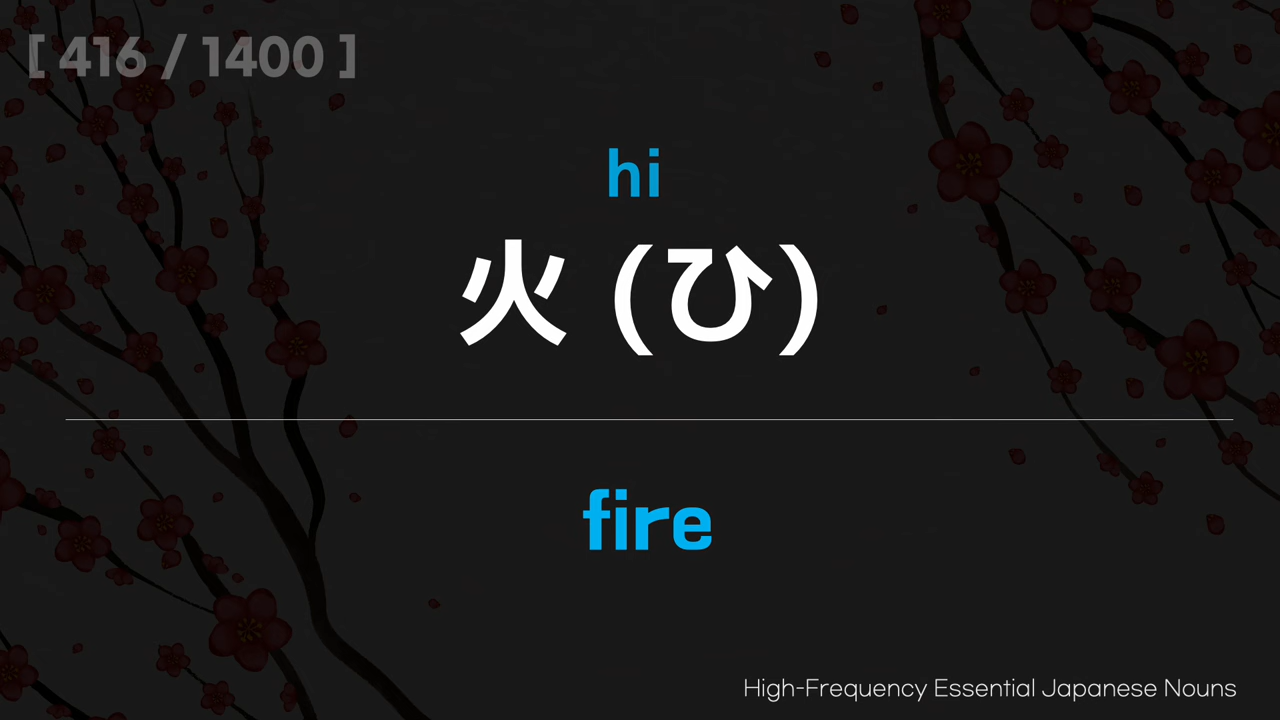 [ 416 / 1400 ]
hi
火 (ひ)
fire
High-Frequency Essential Japanese Nouns